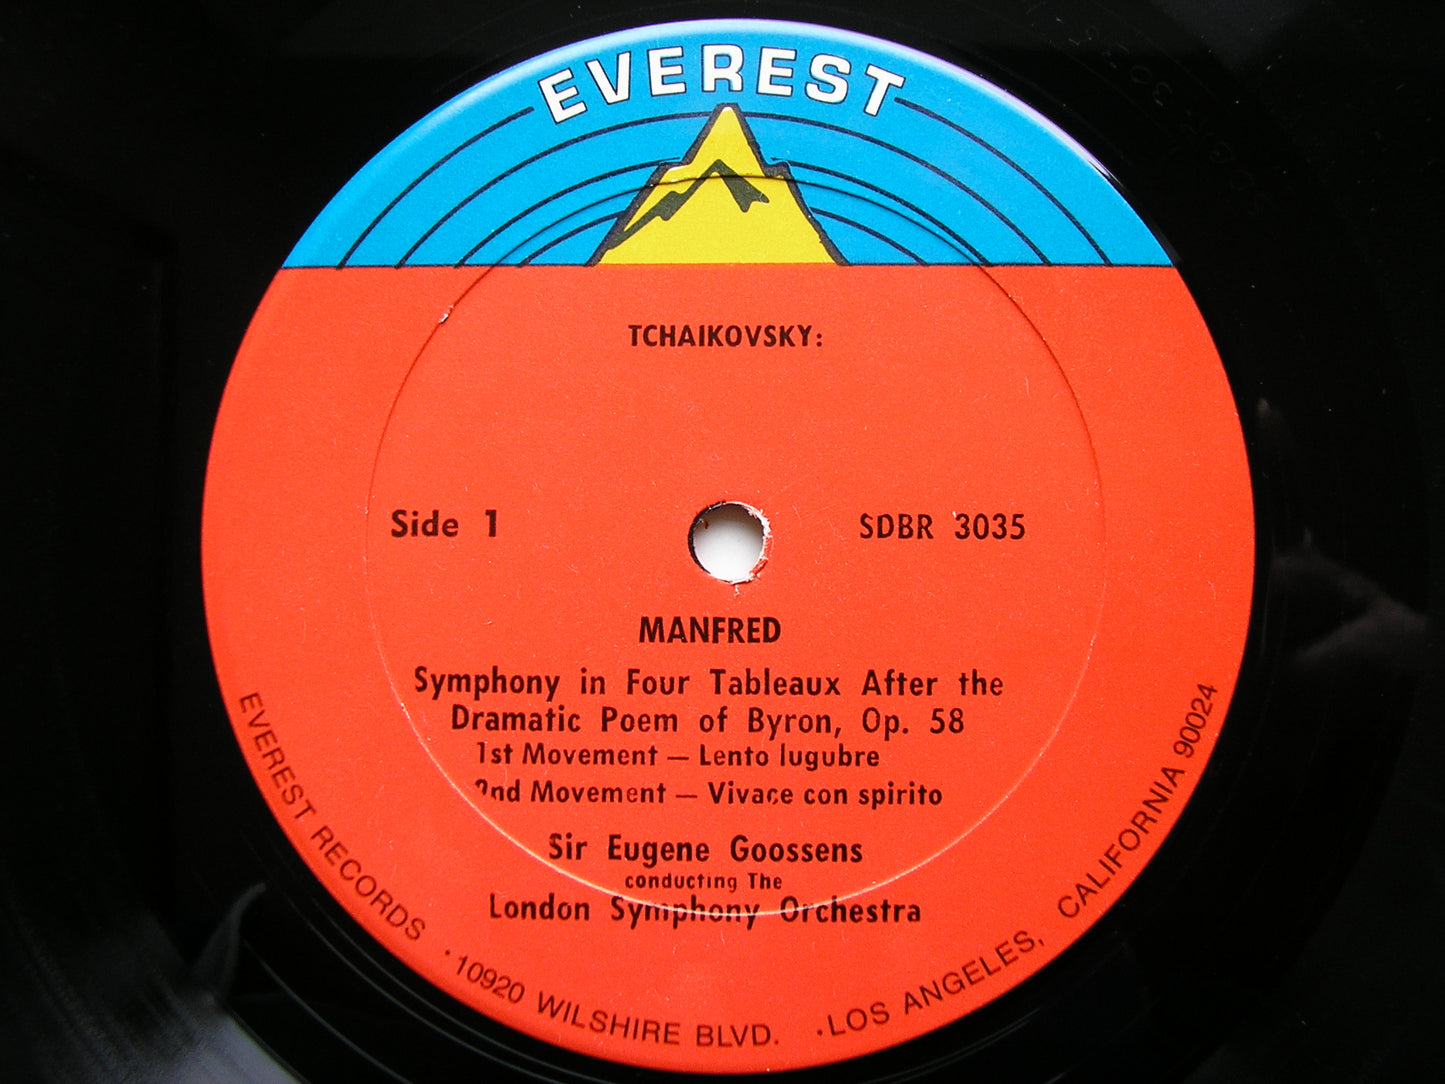 EVEREST
TCHAIKOVSKY:
Side 1
SDBR 3035
MANFRED
Symphony in Four Tableaux After the
Dramatic Poem of Byron, Op. 58
1st Movement — Lento lugubre
2nd Movement — Vivace con spirito
Sir Eugene Goossens
conducting The
London Symphony Orchestra
EVEREST RECORDS · 10920 WILSHIRE BLVD. · LOS ANGELES, CALIFORNIA 90024